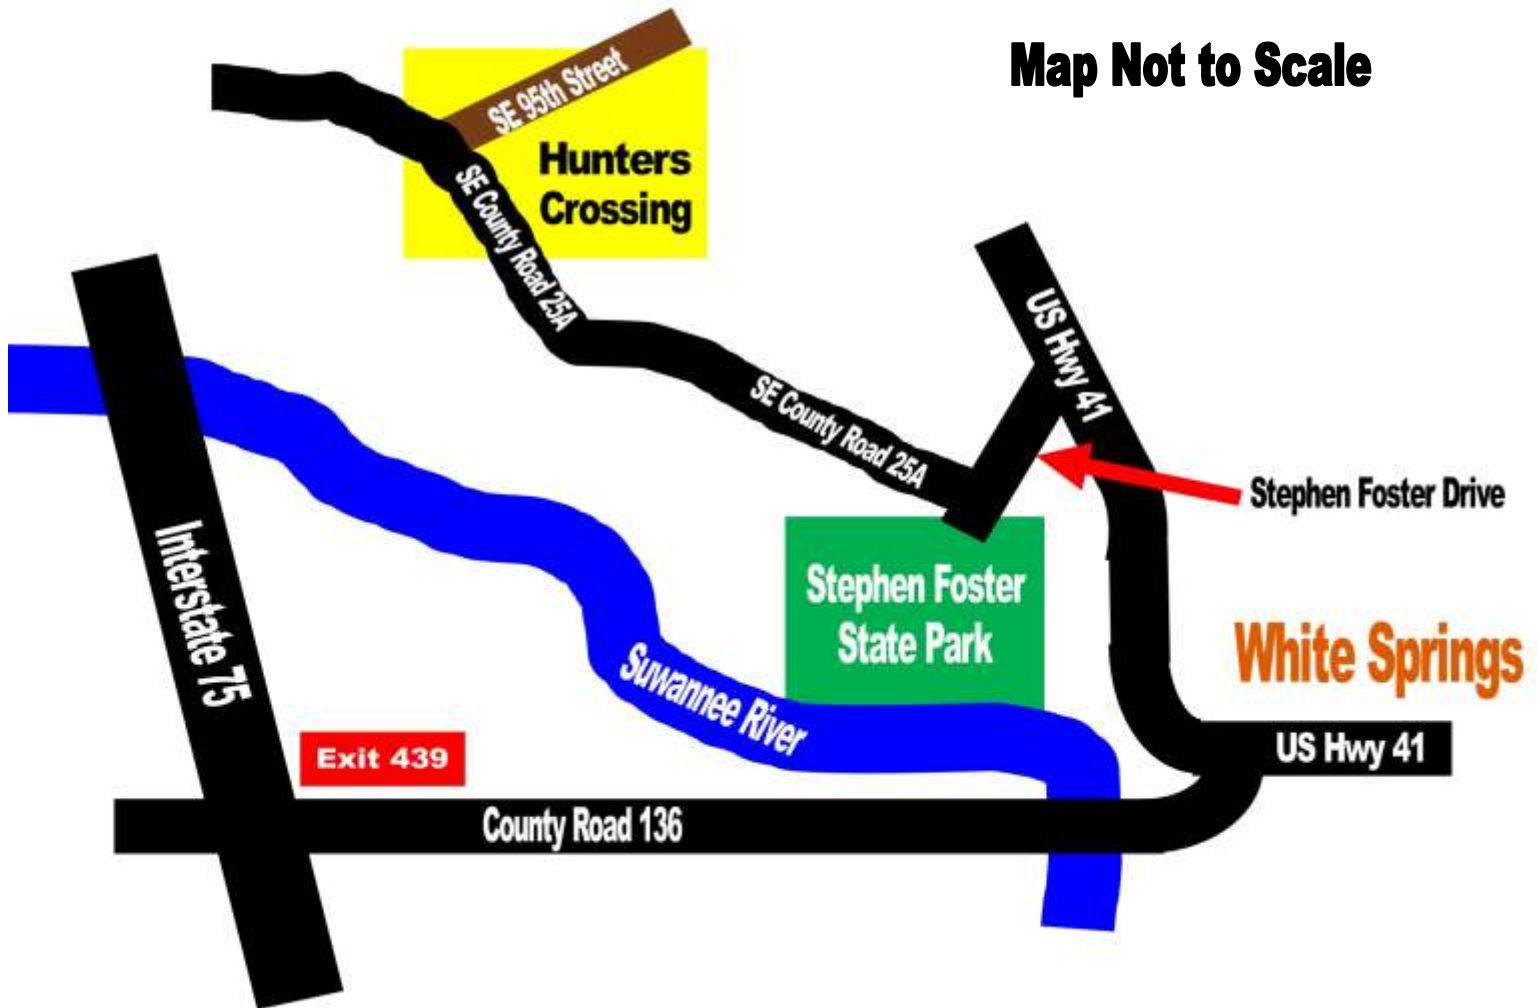 Map Not to Scale
SE 95th Street
Hunters
Crossing
SE County Road 25A
US Hwy 41
SE County Road 25A
Stephen Foster Drive
Stephen Foster
State Park
Interstate 75
White Springs
Suwannee River
US Hwy 41
Exit 439
County Road 136